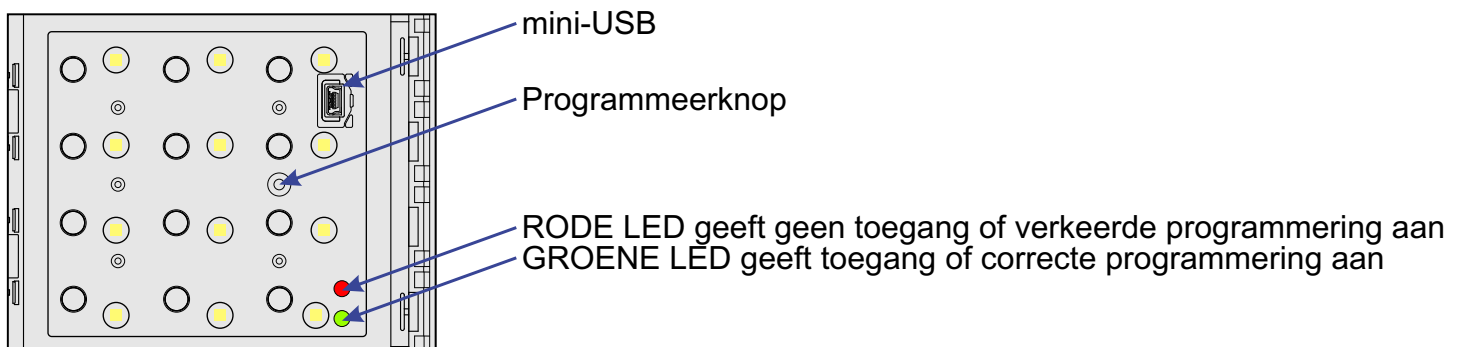 mini-USB
Programmeerknop
RODE LED geeft geen toegang of verkeerde programmering aan
GROENE LED geeft toegang of correcte programmering aan